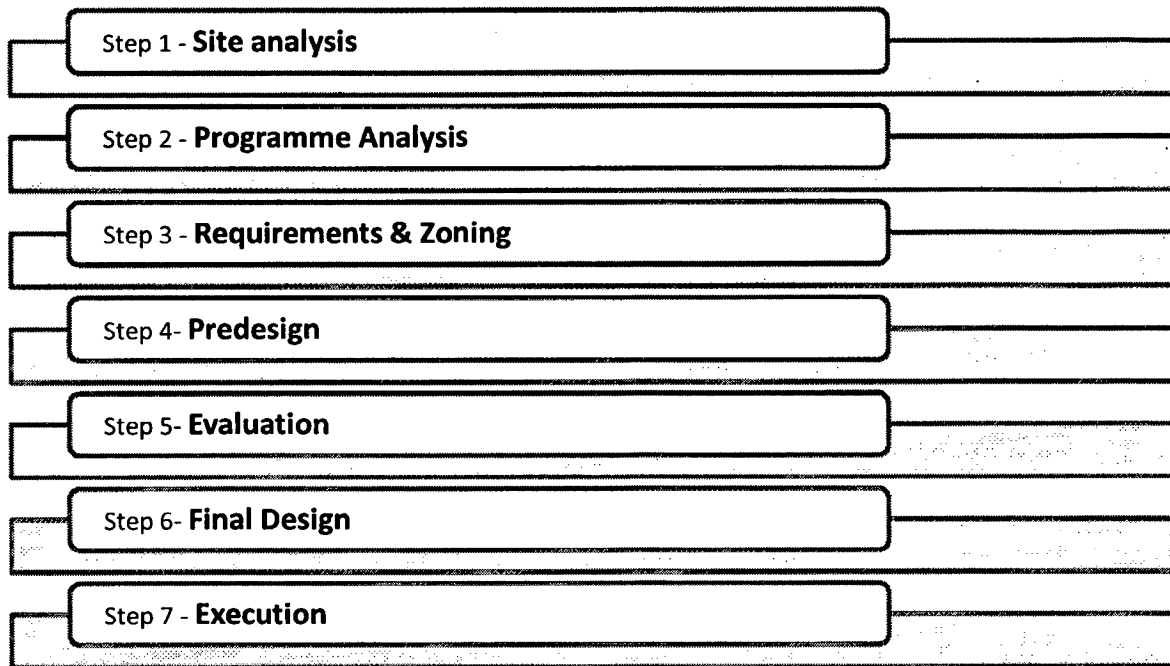 Step 1 - Site analysis
Step 2 - Programme Analysis
Step 3 - Requirements & Zoning
Step 4- Predesign
Step 5- Evaluation
Step 6- Final Design
Step 7 - Execution